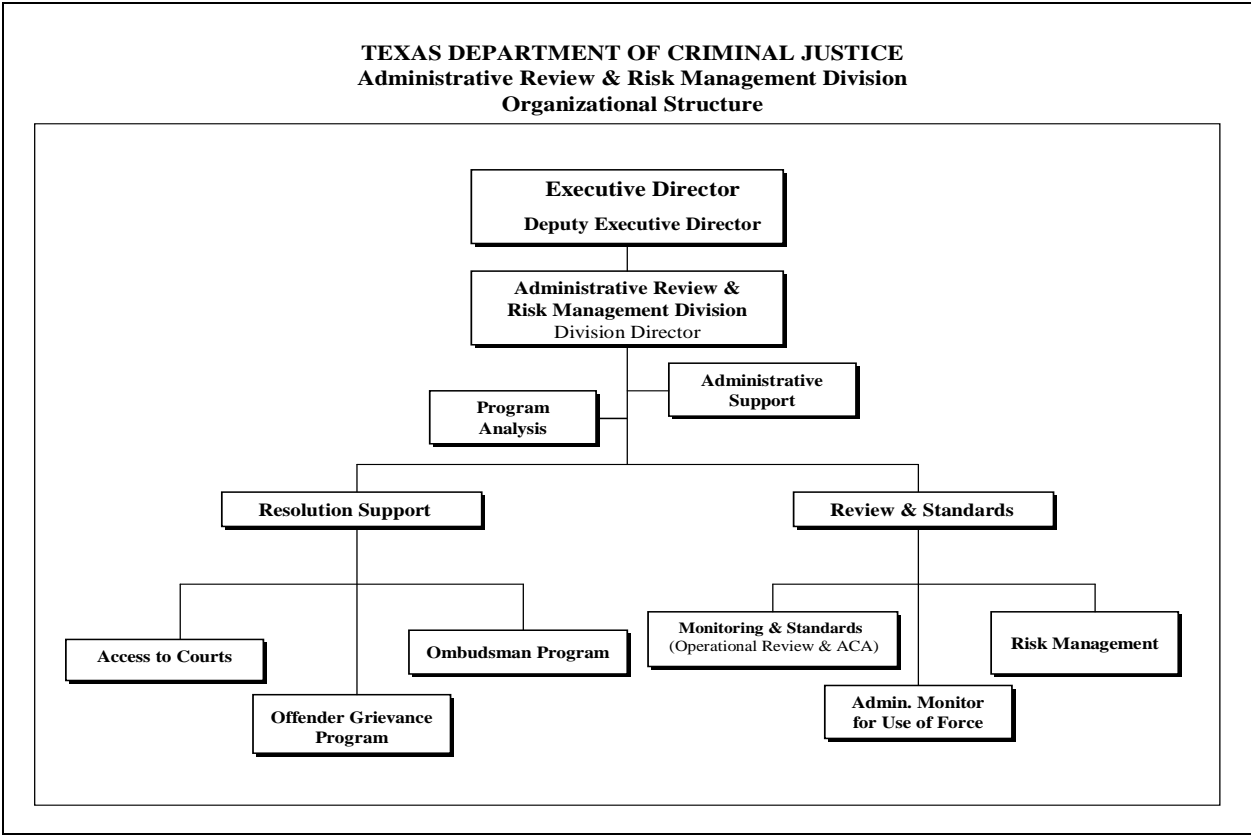 TEXAS DEPARTMENT OF CRIMINAL JUSTICE
Administrative Review & Risk Management Division
Organizational Structure
Executive Director
Deputy Executive Director
Administrative Review &
Risk Management Division
Division Director
Administrative
Support
Program
Analysis
Resolution Support
Review & Standards
Access to Courts
Offender Grievance
Program
Ombudsman Program
Monitoring & Standards
(Operational Review & ACA)
Admin. Monitor
for Use of Force
Risk Management